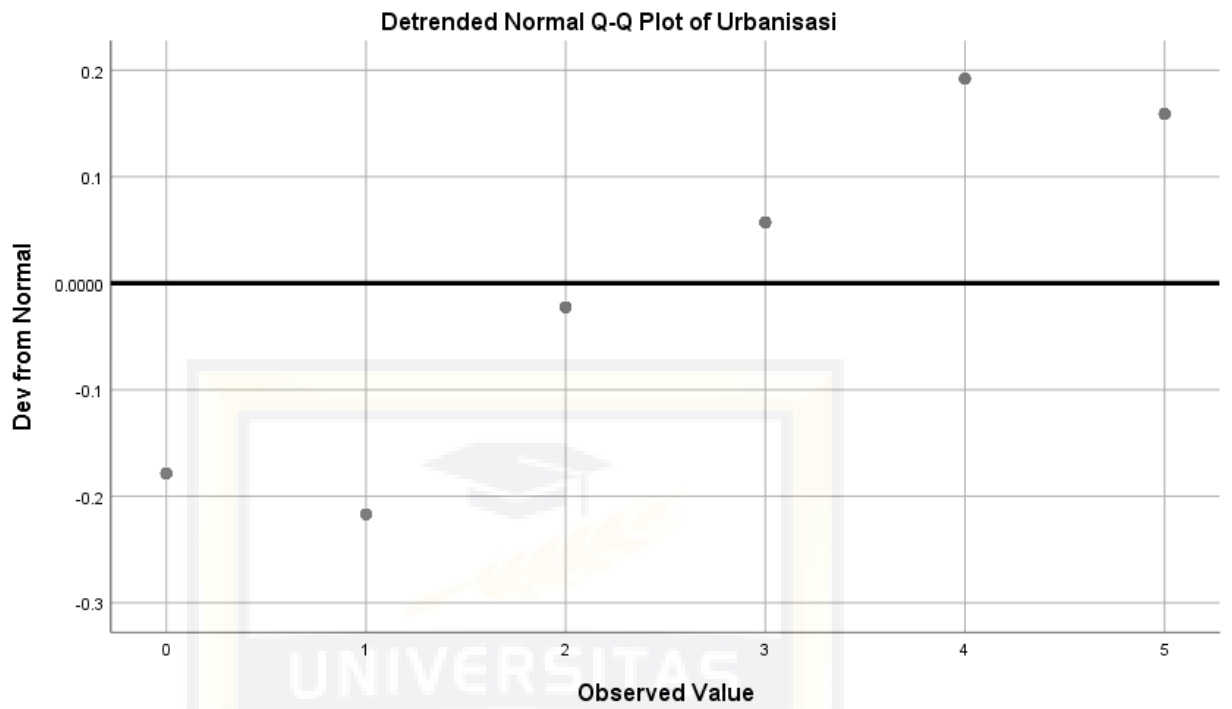 Detrended Normal Q-Q Plot of Urbanisasi
0.2
0.1
0.0000
-0.1
-0.2
-0.3
Dev from Normal
0 1 2 3 4 5
UNIVERSITAS
Observed Value